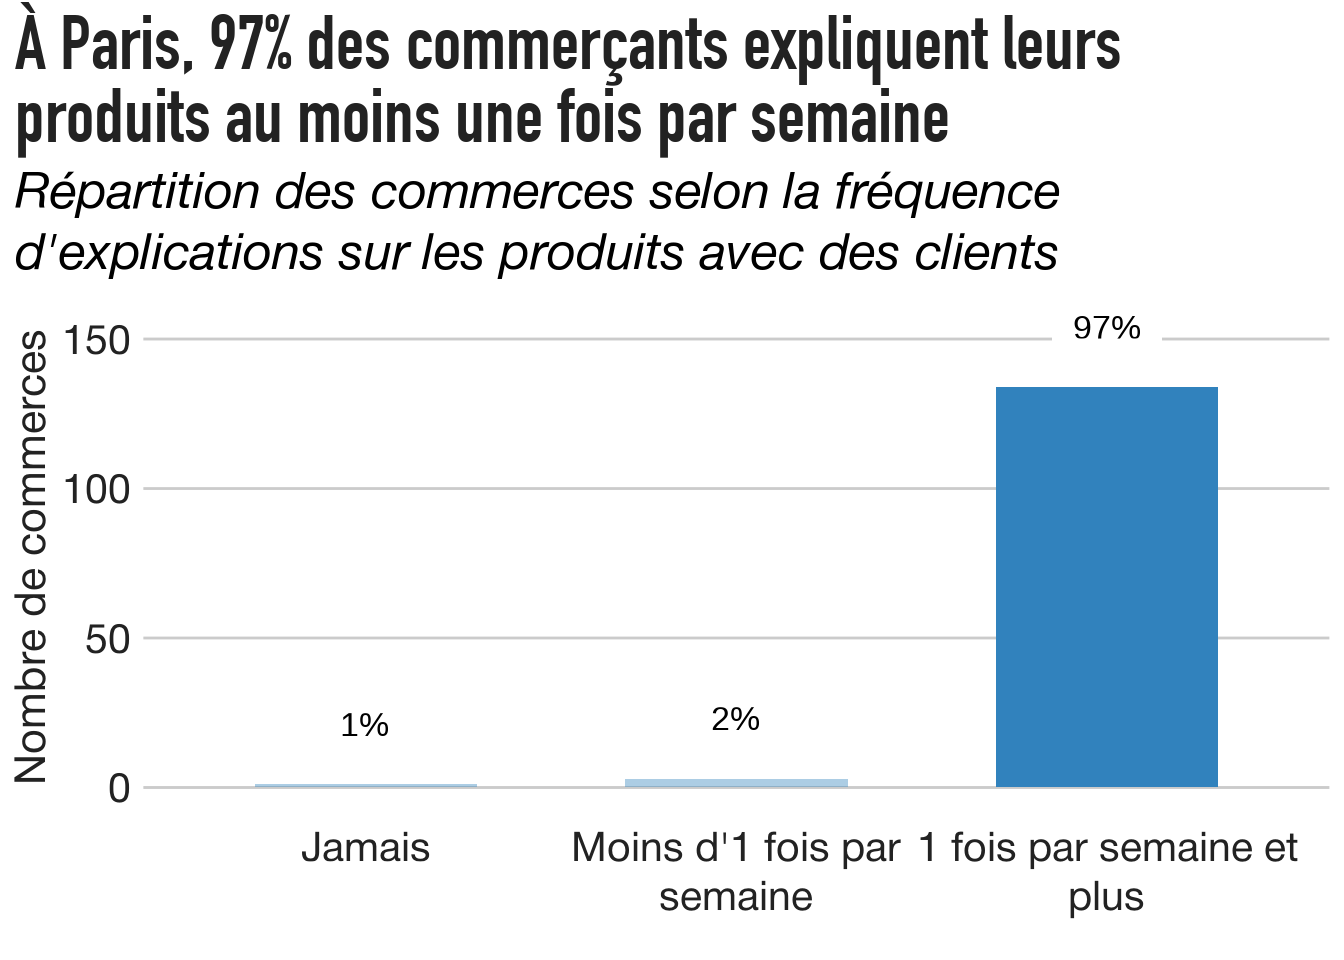 À Paris, 97% des commerçants expliquent leurs
produits au moins une fois par semaine
Répartition des commerces selon la fréquence
d'explications sur les produits avec des clients
Nombre de commerces
150
100
50
0
1%
2%
97%
Jamais
Moins d'1 fois par
semaine
1 fois par semaine et
plus